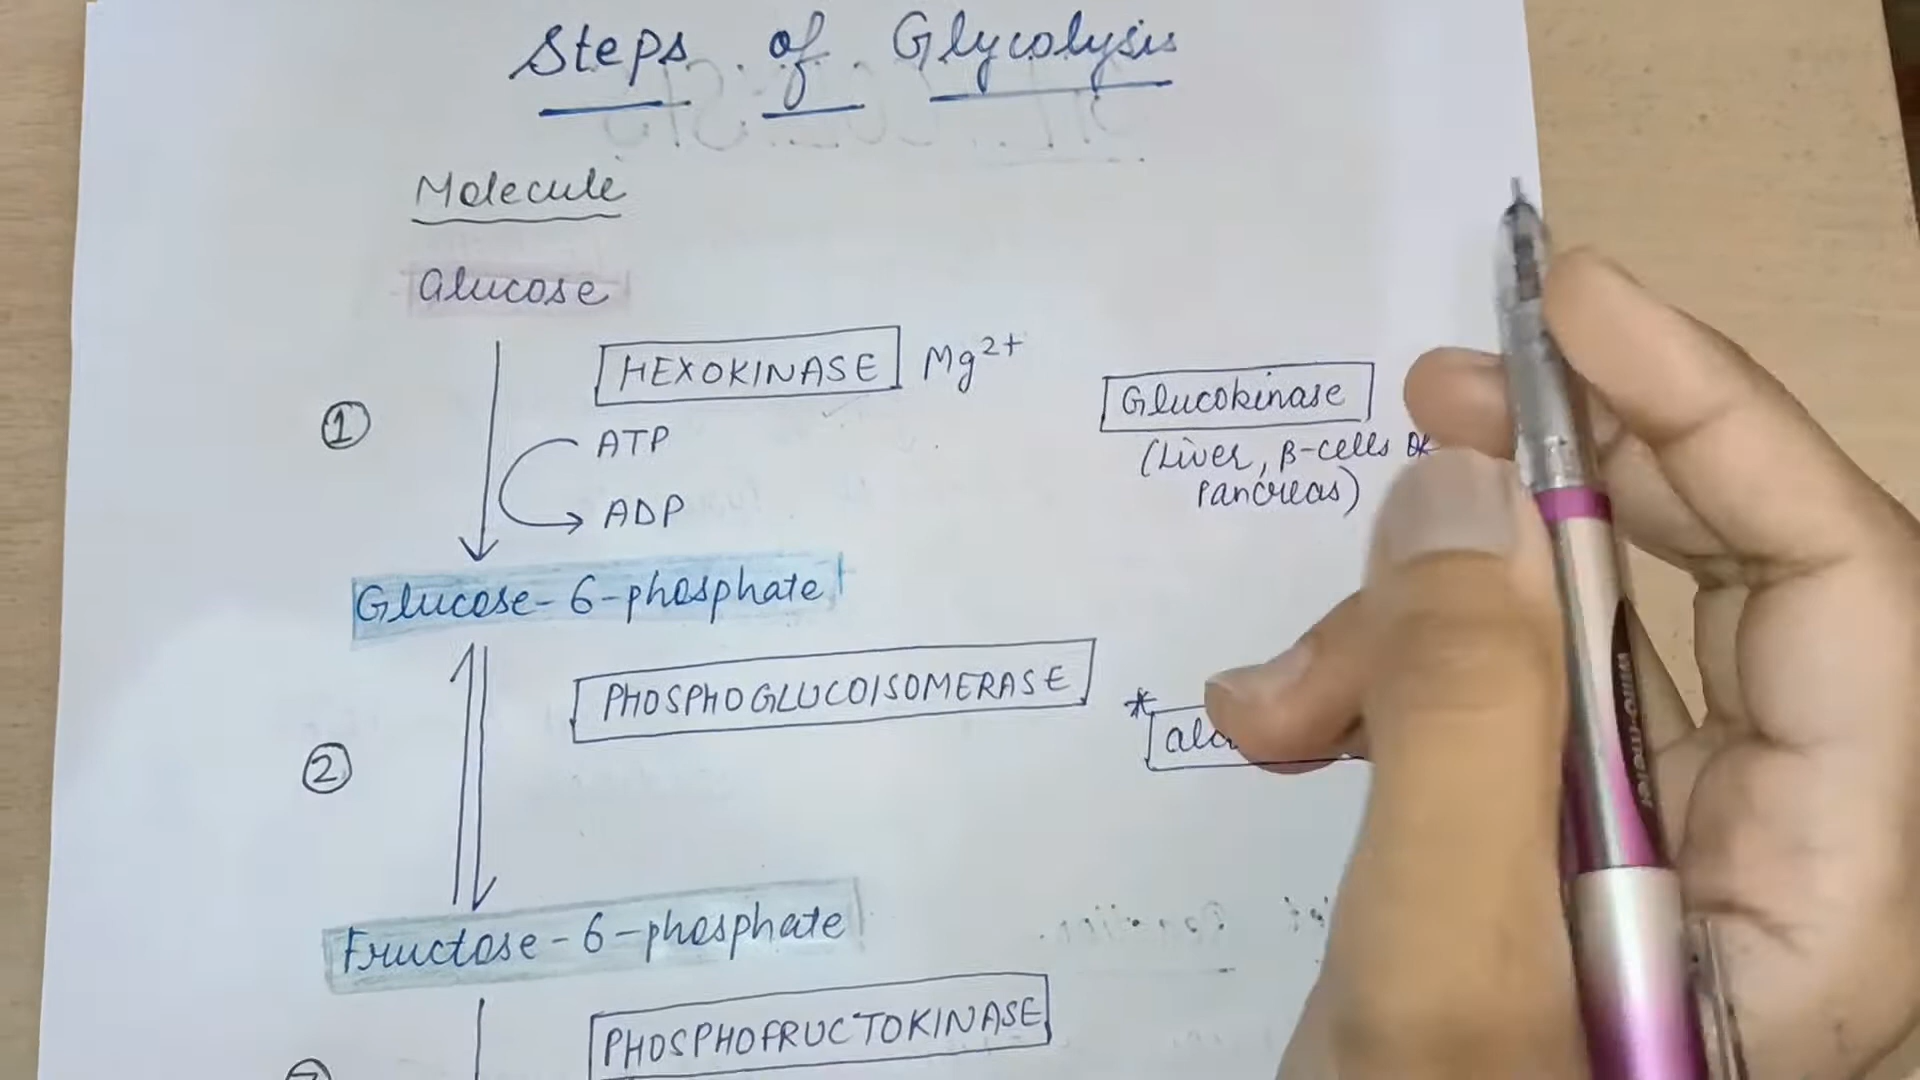 Steps of Glycolysis
Molecule
Glucose
HEXOKINASE Mg2+
Glucokinase
(Liver, β-cells of
pancreas)
①
ATP
ADP
Glucose-6-phosphate
PHOSPHOGLUCOISOMERASE
*
②
Fructose-6-phosphate
PHOSPHOFRUCTOKINASE